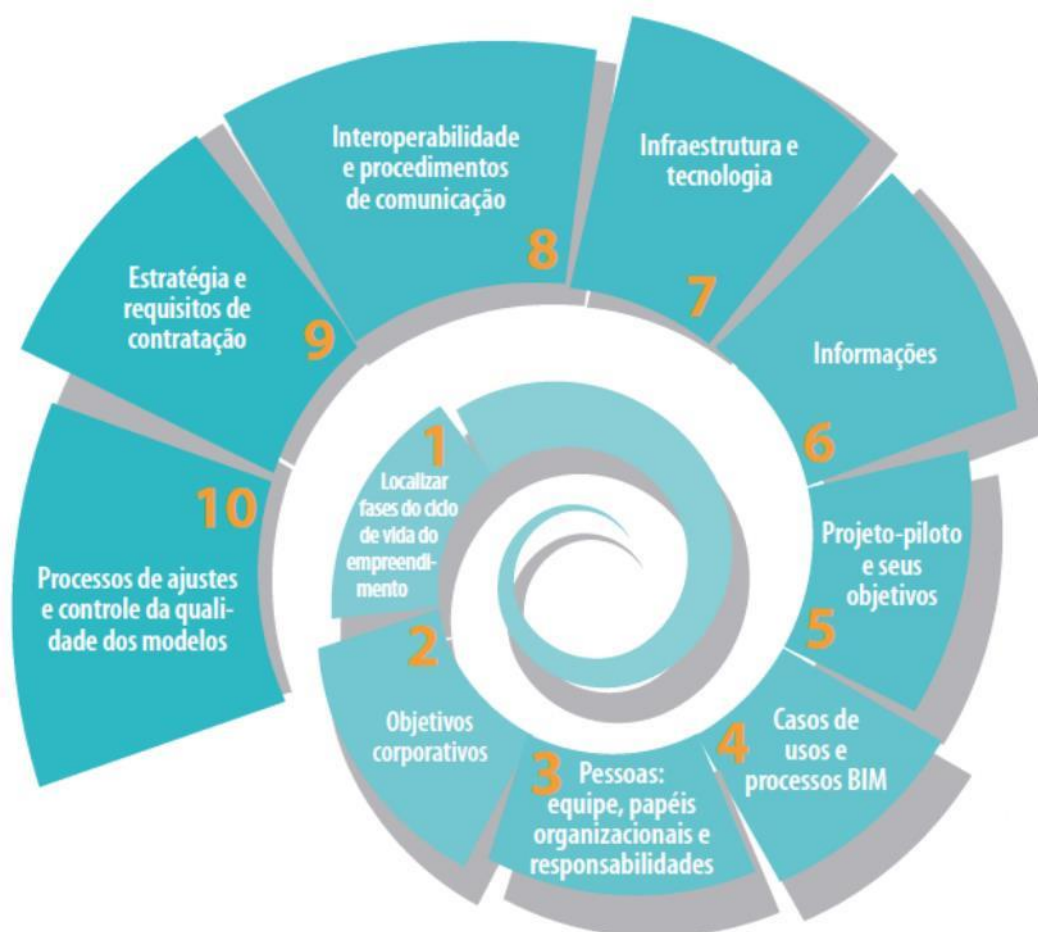 1
Localizar
fases do ciclo
de vida do
empreendi-
mento
2
Objetivos
corporativos
3
Pessoas:
equipe, papéis
organizacionais e
responsabilidades
4
Casos de
usos e
processos BIM
5
Projeto-piloto
e seus
objetivos
6
Informações
7
Infraestrutura e
tecnologia
8
Interoperabilidade
e procedimentos
de comunicação
9
Estratégia e
requisitos de
contratação
10
Processos de ajustes
e controle da quali-
dade dos modelos